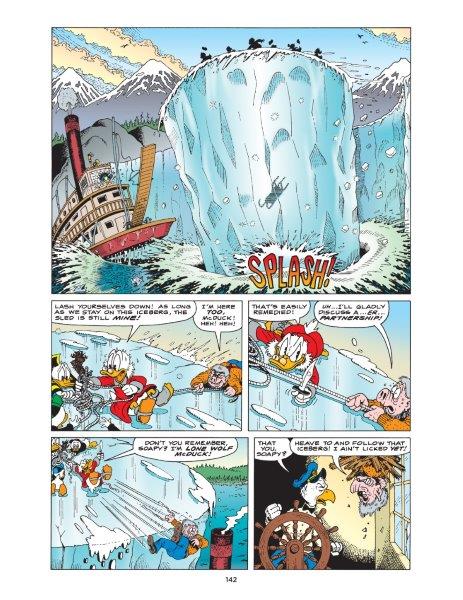 SPLASH!
LASH YOURSELVES DOWN! AS LONG
AS WE STAY ON THIS ICEBERG, THE
SLED IS STILL MINE!
I'M HERE
TOO,
McDUCK!
HEH! HEH!
THAT'S EASILY
REMEDIED!
UH...I'LL GLADLY
DISCUSS A...ER,..
PARTNERSHIP!
DON'T YOU REMEMBER,
SOAPY? I'M LONE WOLF
McDUCK!
THAT
YOU,
SOAPY?
HEAVE TO AND FOLLOW THAT
ICEBERG! I AIN'T LICKED YET!
142